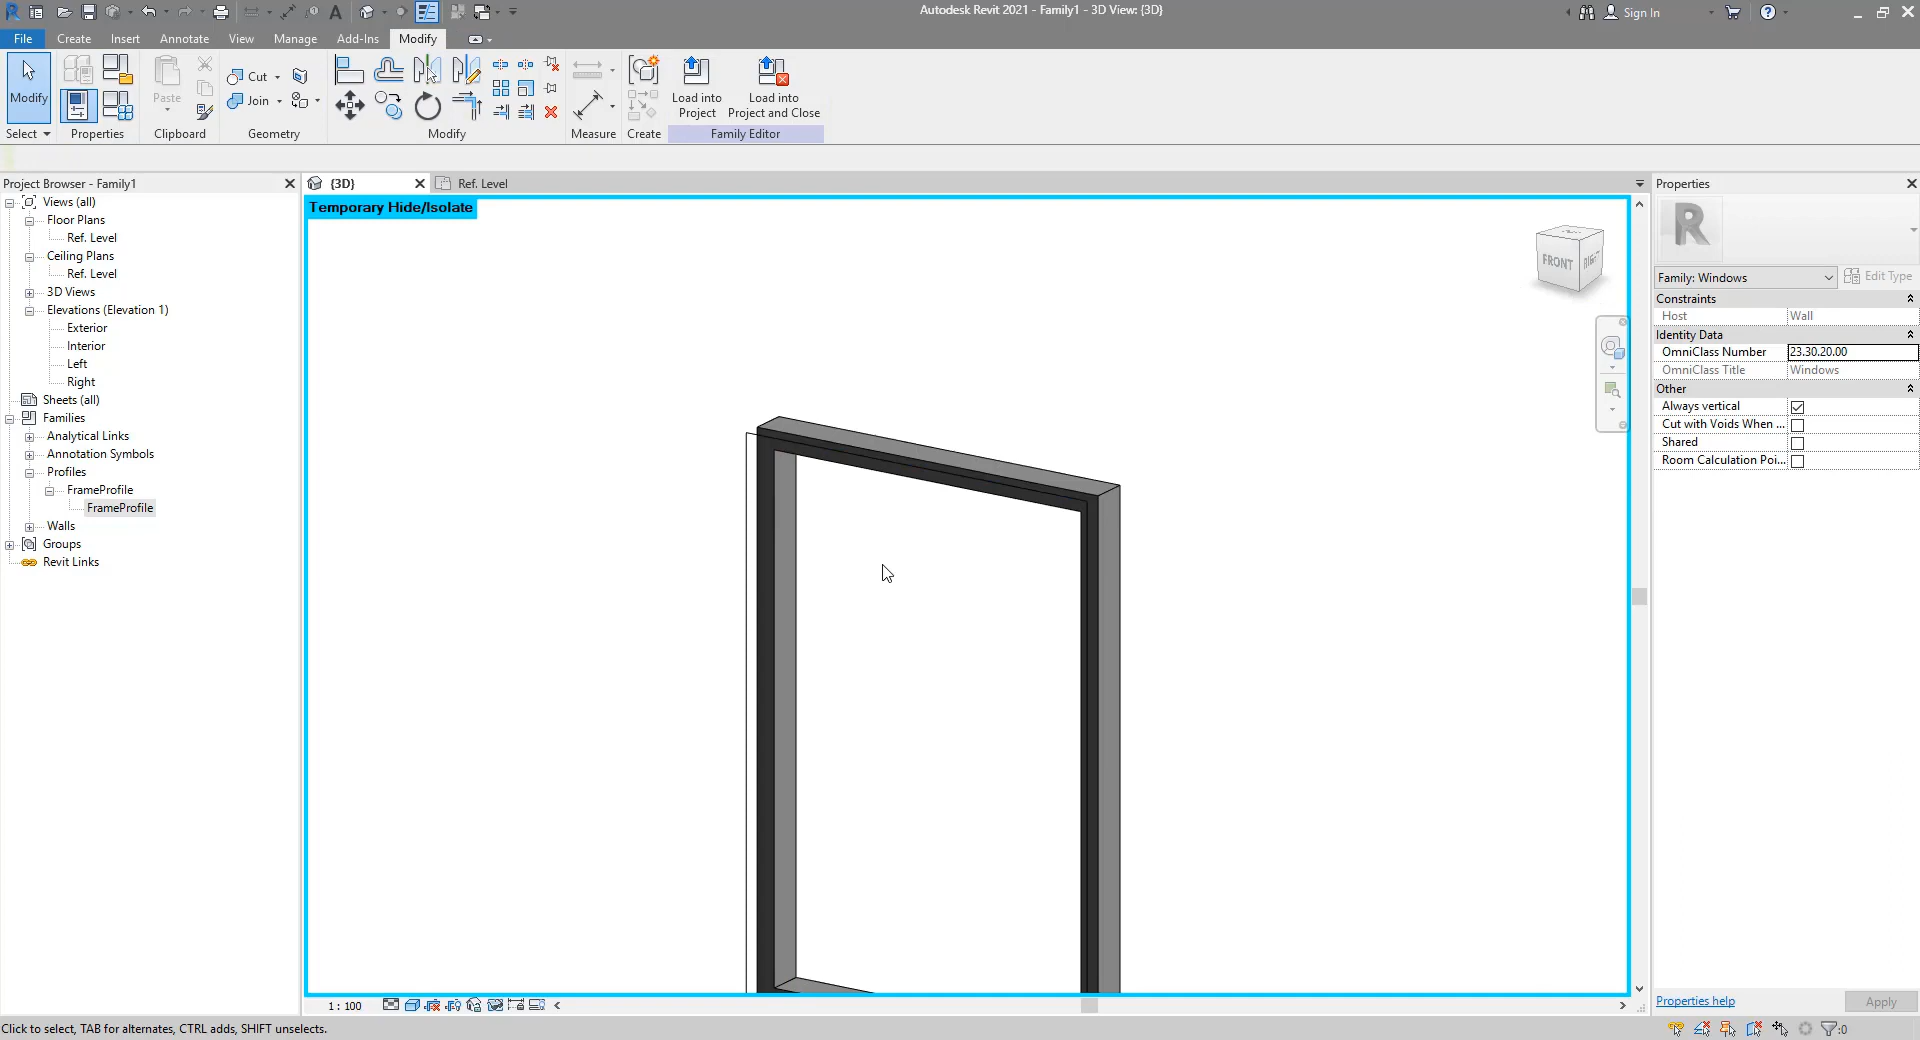 Autodesk Revit 2021 - Family1 - 3D View: {3D}
Sign In
File Create Insert Annotate View Manage Add-Ins Modify
Modify
Paste
Cut
Join
Load into Project
Load into Project and Close
Select Properties Clipboard Geometry Modify Measure Create Family Editor
Project Browser - Family1
{3D}
Ref. Level
Properties
Views (all)
Floor Plans
Ref. Level
Ceiling Plans
Ref. Level
3D Views
Elevations (Elevation 1)
Exterior
Interior
Left
Right
Sheets (all)
Families
Analytical Links
Annotation Symbols
Profiles
FrameProfile
FrameProfile
Walls
Groups
Revit Links
Temporary Hide/Isolate
FRONT
RIGHT
Family: Windows
Edit Type
Constraints
Host Wall
Identity Data
OmniClass Number 23.30.20.00
OmniClass Title Windows
Other
Always vertical
Cut with Voids When ...
Shared
Room Calculation Poi...
1 : 100
Properties help
Apply
Click to select, TAB for alternates, CTRL adds, SHIFT unselects.
:0